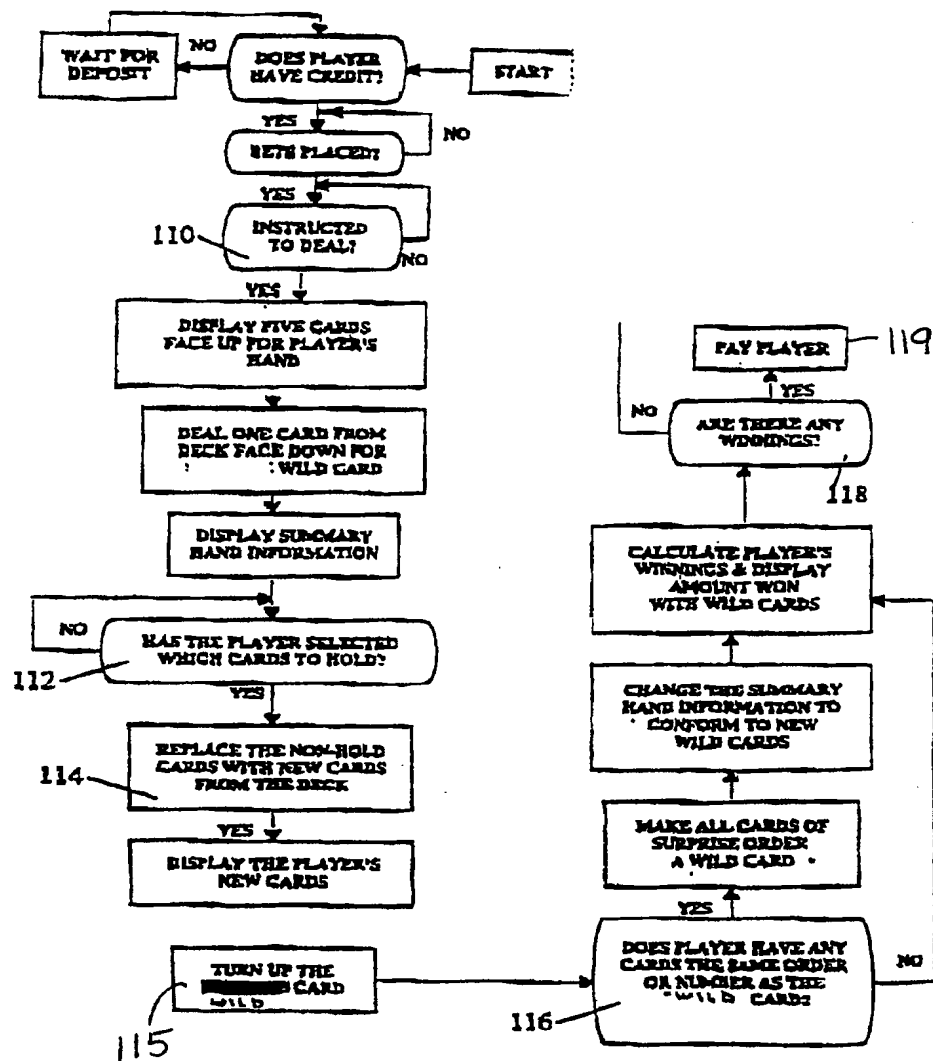 NO
WAIT FOR
DEPOSIT
DOES PLAYER
HAVE CREDIT?
START
YES
NO
BETS PLACED?
YES
110
INSTRUCTED
TO DEAL?
NO
YES
DISPLAY FIVE CARDS
FACE UP FOR PLAYER'S
HAND
DEAL ONE CARD FROM
DECK FACE DOWN FOR
WILD CARD
DISPLAY SUMMARY
HAND INFORMATION
NO
HAS THE PLAYER SELECTED
WHICH CARDS TO HOLD?
112
YES
REPLACE THE NON-HOLD
CARDS WITH NEW CARDS
FROM THE DECK
114
YES
DISPLAY THE PLAYER'S
NEW CARDS
TURN UP THE
CARD
WILD
115
PAY PLAYER
119
YES
NO
ARE THERE ANY
WINNINGS?
118
CALCULATE PLAYER'S
WINNINGS & DISPLAY
AMOUNT WON
WITH WILD CARDS
CHANGE THE SUMMARY
HAND INFORMATION TO
CONFORM TO NEW
WILD CARDS
MAKE ALL CARDS OF
SURPRISE ORDER
A WILD CARD
YES
DOES PLAYER HAVE ANY
CARDS THE SAME ORDER
OR NUMBER AS THE
"WILD CARD?
NO
116